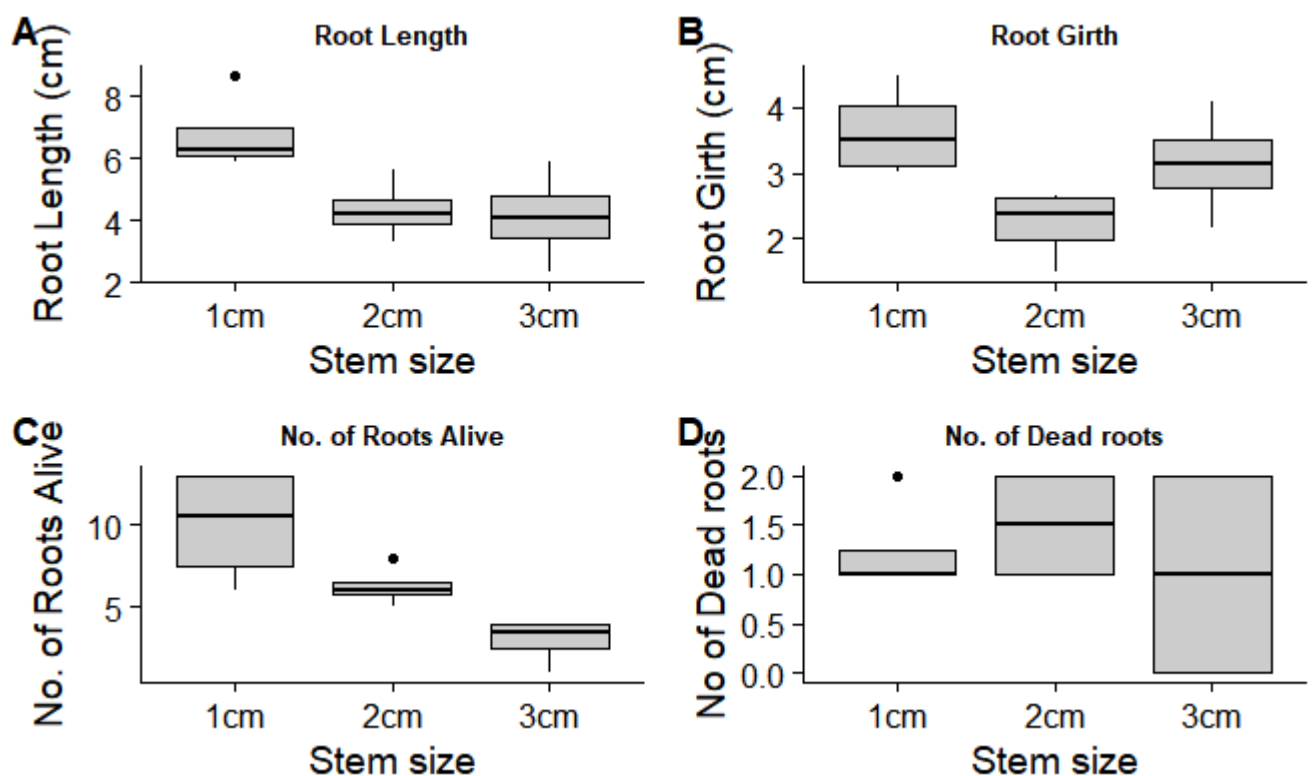 A
Root Length
Root Length (cm)
8
6
4
2
1cm 2cm 3cm
Stem size
B
Root Girth
Root Girth (cm)
4
3
2
1cm 2cm 3cm
Stem size
C
No. of Roots Alive
No. of Roots Alive
10
5
1cm 2cm 3cm
Stem size
D
No. of Dead roots
No of Dead roots
2.0
1.5
1.0
0.5
0.0
1cm 2cm 3cm
Stem size